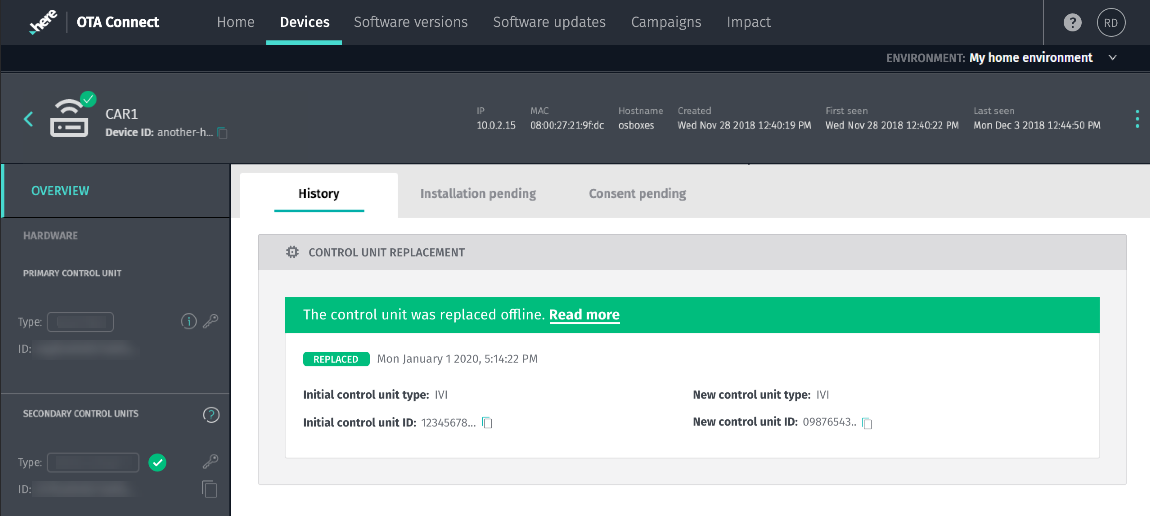 here OTA Connect Home Devices Software versions Software updates Campaigns Impact ? RD
ENVIRONMENT: My home environment
CAR1
Device ID: another-h...
IP MAC Hostname Created First seen Last seen
10.0.2.15 08:00:27:21:9f:dc osboxes Wed Nov 28 2018 12:40:19 PM Wed Nov 28 2018 12:40:22 PM Mon Dec 3 2018 12:44:50 PM
OVERVIEW
HARDWARE
PRIMARY CONTROL UNIT
Type:
ID:
SECONDARY CONTROL UNITS ?
Type:
ID:
History Installation pending Consent pending
CONTROL UNIT REPLACEMENT
The control unit was replaced offline. Read more
REPLACED Mon January 1 2020, 5:14:22 PM
Initial control unit type: IVI New control unit type: IVI
Initial control unit ID: 12345678... New control unit ID: 09876543..